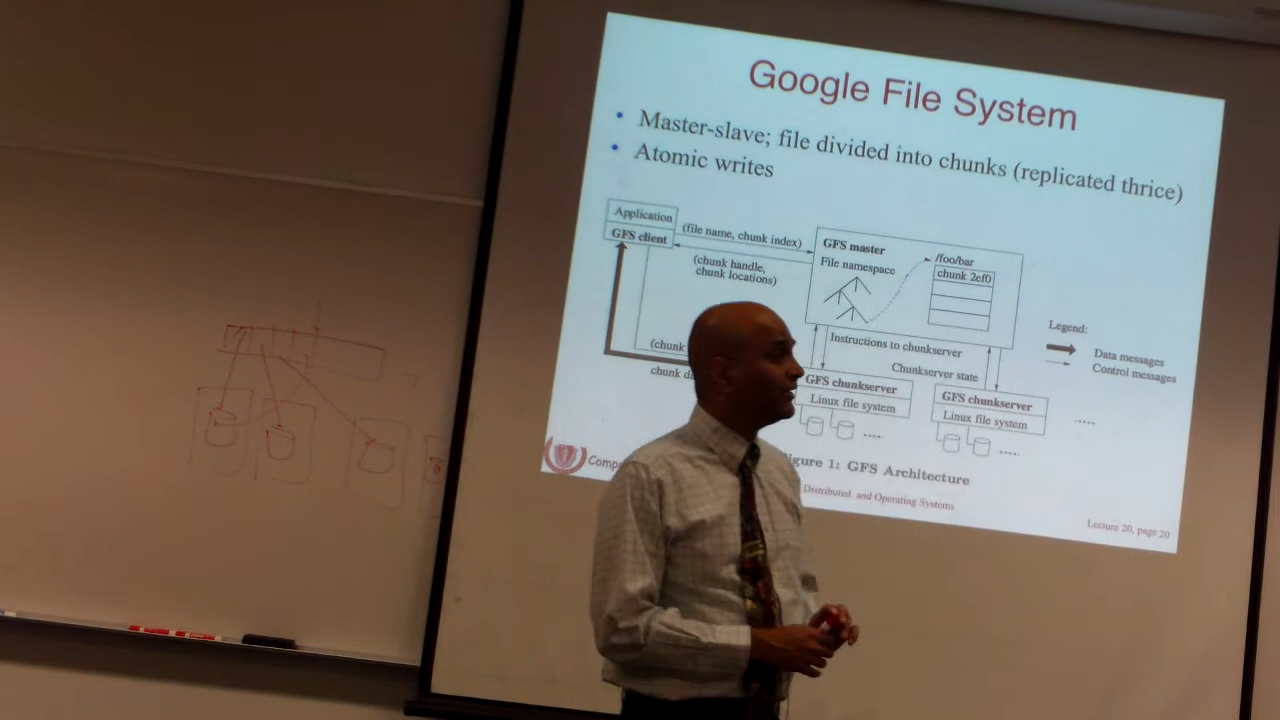 Google File System
• Master-slave; file divided into chunks (replicated thrice)
• Atomic writes
Application
GFS client
(file name, chunk index)
(chunk handle,
chunk locations)
GFS master
File namespace
/foo/bar
chunk 2ef0
Legend:
Data messages
Control messages
Instructions to chunkserver
Chunkserver state
(chunk
chunk
GFS chunkserver
Linux file system
.....
GFS chunkserver
Linux file system
.....
.....
1: GFS Architecture
Distributed and Operating Systems
Lecture 20, page 20